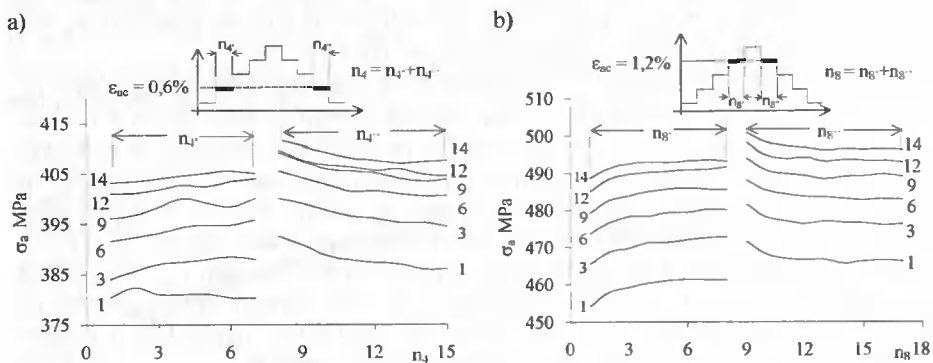 a)
n4' n4''
n4 = n4'+n4''
εac = 0,6%
415
405
395
385
375
σa MPa
n4' n4''
14
12
9
6
3
1
14
12
9
6
3
1
0 3 6 9 12 n4 15
b)
εac = 1,2%
n8 = n8'+n8''
n8' n8''
510
500
490
480
470
460
450
σa MPa
n8' n8''
14
12
9
6
3
1
14
12
9
6
3
1
0 3 6 9 12 15 n8 18